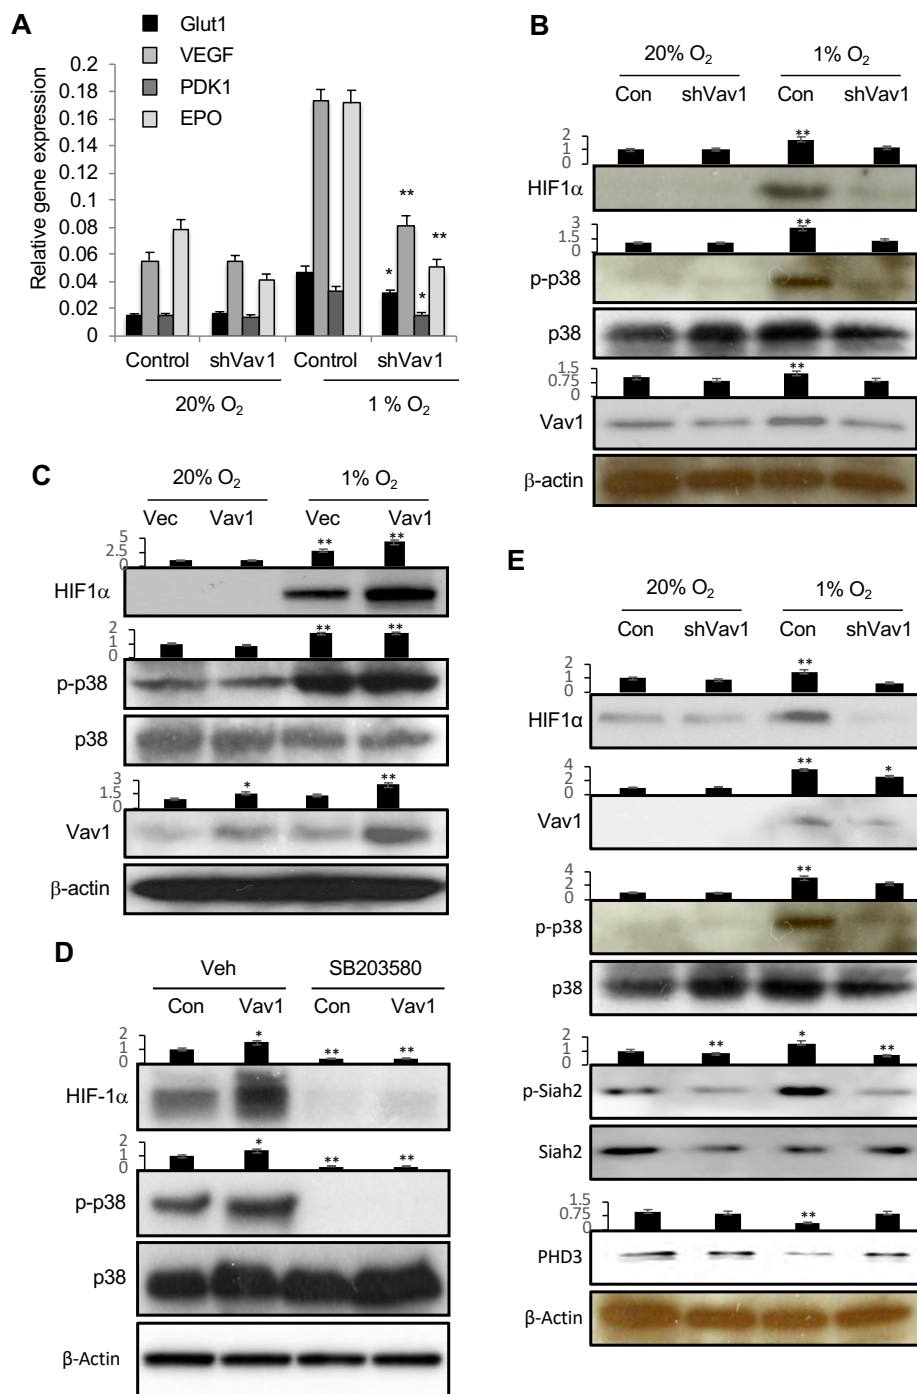 A
Glut1
VEGF
PDK1
EPO
Relative gene expression
0.2
0.18
0.16
0.14
0.12
0.1
0.08
0.06
0.04
0.02
0
* ** * **
Control shVav1 Control shVav1
20% O2 1 % O2
B
20% O2 1% O2
Con shVav1 Con shVav1
2
1
0
**
HIF1α
3
1.5
0
**
p-p38
p38
1.5
0.75
0
**
Vav1
β-actin
C
20% O2 1% O2
Vec Vav1 Vec Vav1
5
2.5
0
** **
HIF1α
2
1
0
** **
p-p38
p38
3
1.5
0
* **
Vav1
β-actin
D
Veh SB203580
Con Vav1 Con Vav1
2
1
0
* ** **
HIF-1α
2
1
0
* ** **
p-p38
p38
β-Actin
E
20% O2 1% O2
Con shVav1 Con shVav1
2
1
0
**
HIF1α
4
2
0
** *
Vav1
4
2
0
**
p-p38
p38
2
1
0
** * **
p-Siah2
Siah2
1.5
0.75
0
**
PHD3
β-Actin